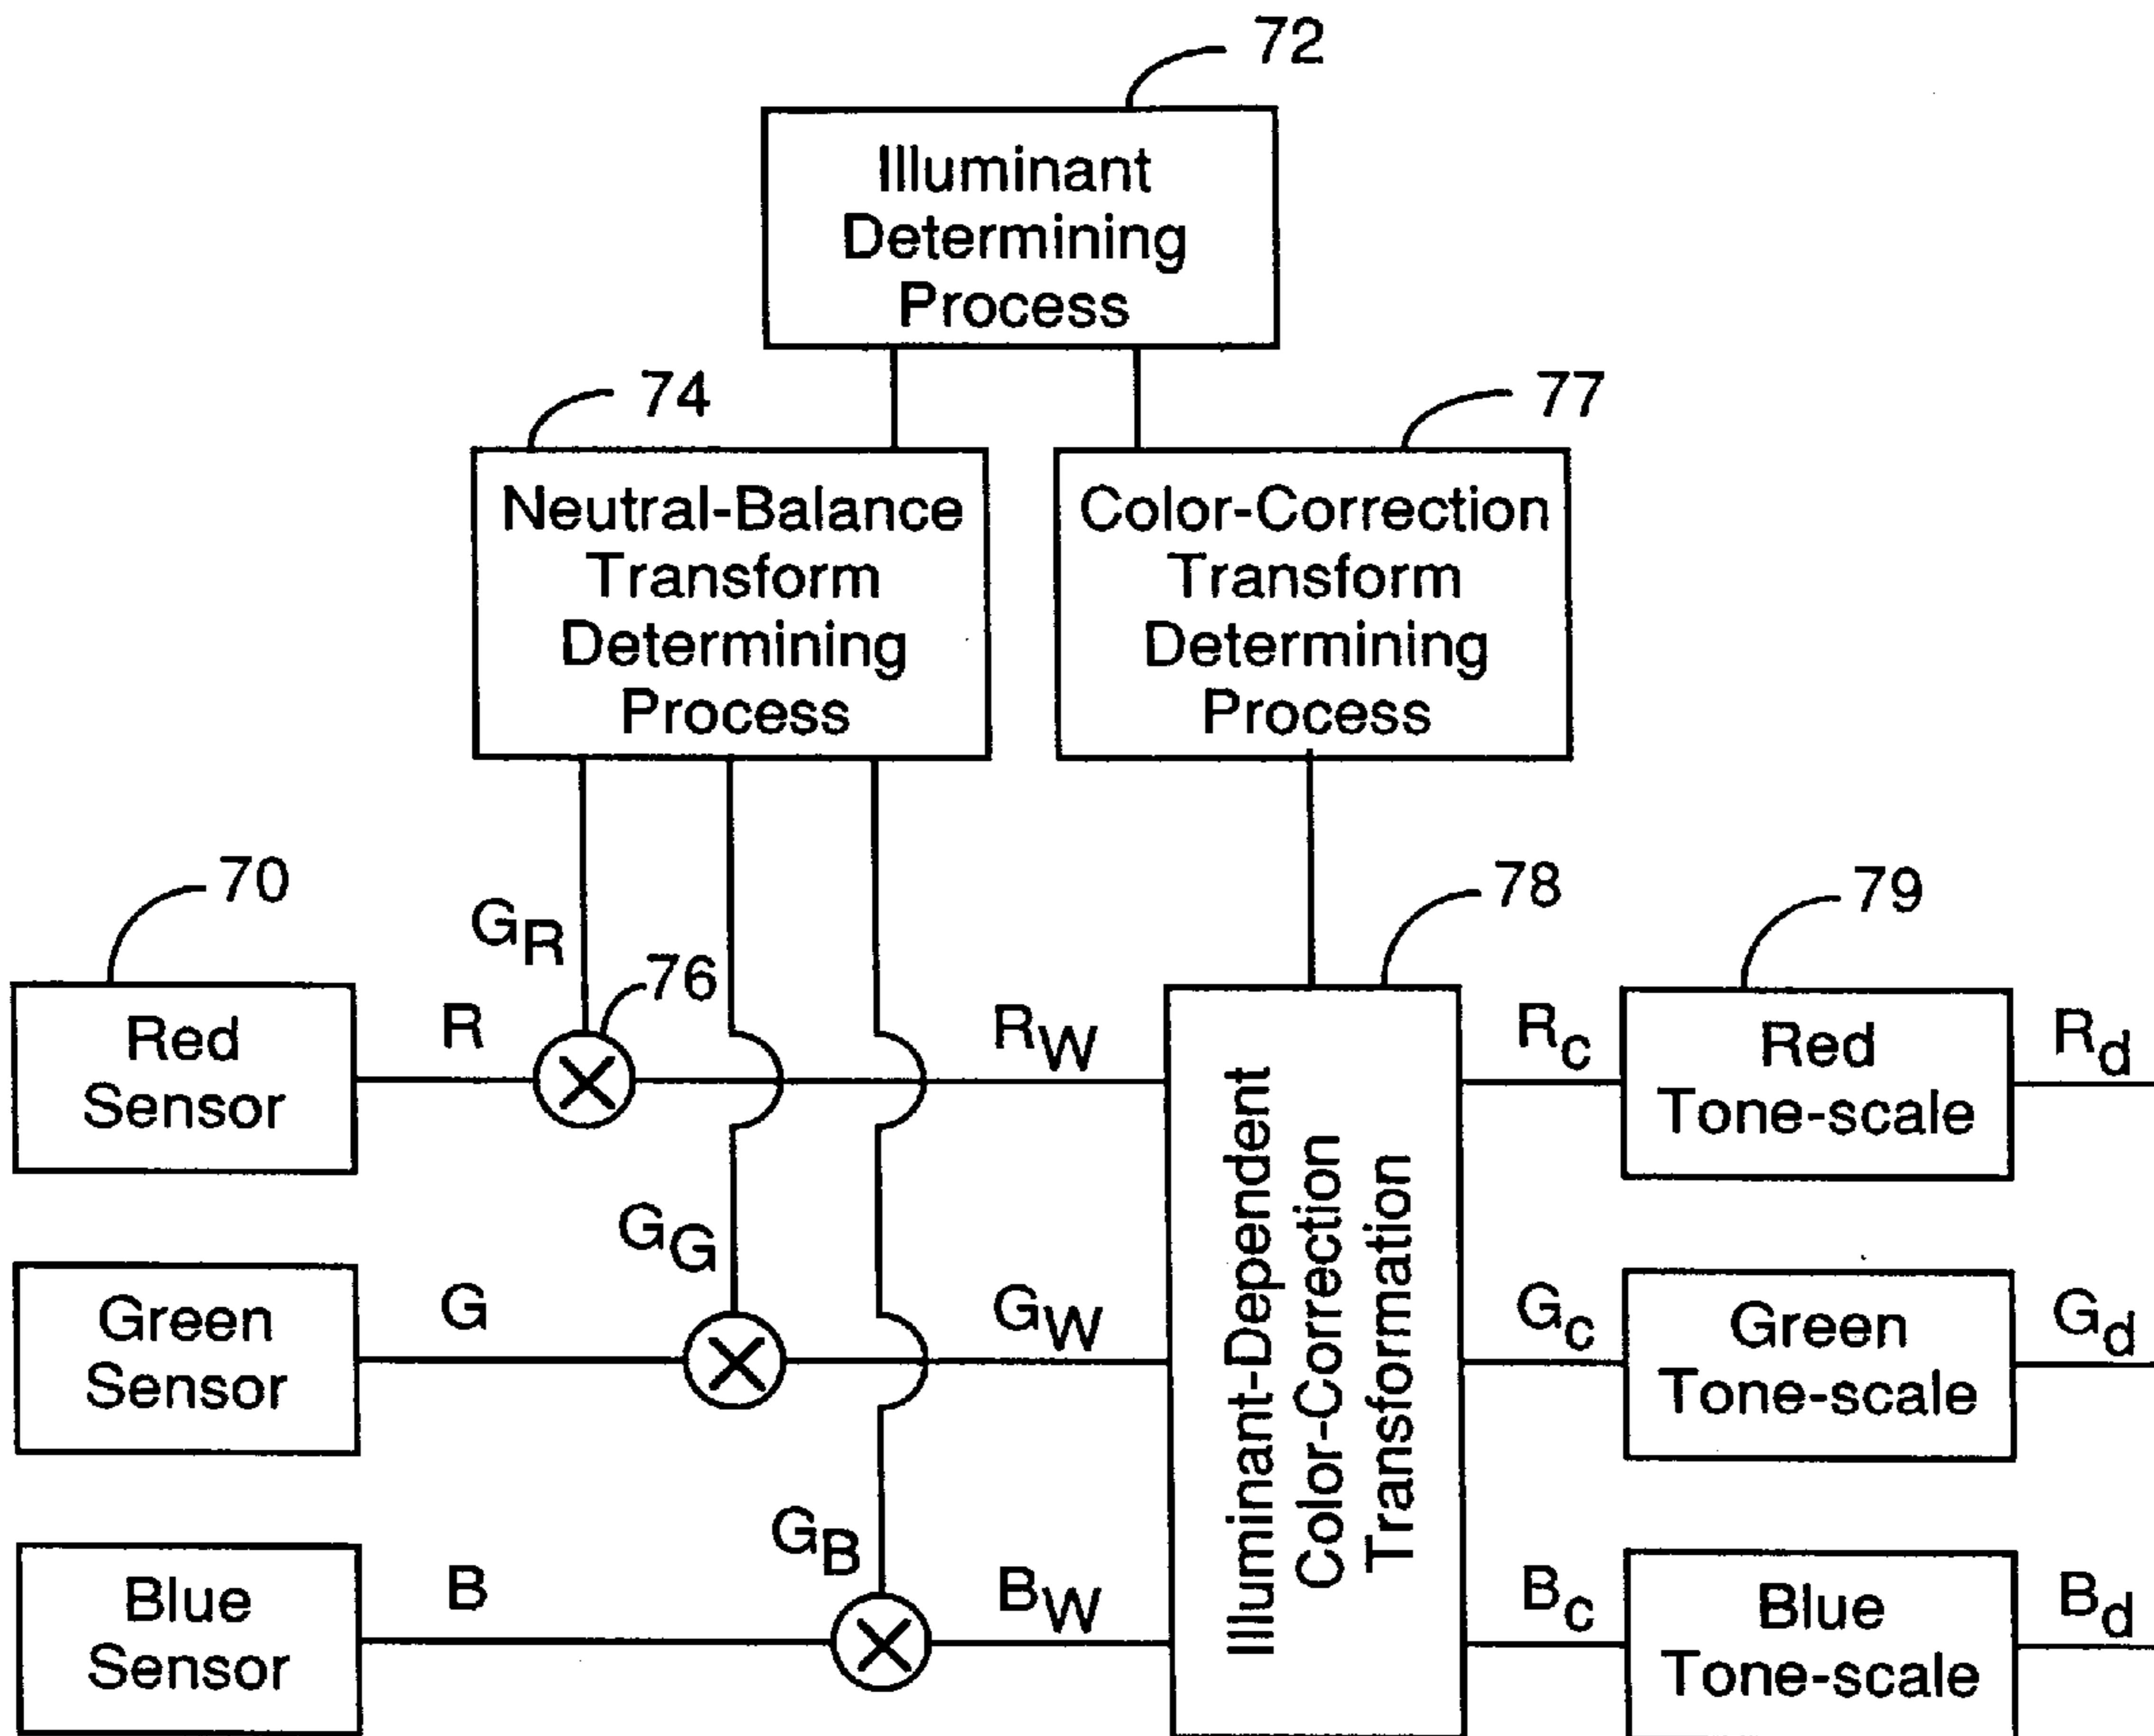 72
Illuminant
Determining
Process
74
77
Neutral-Balance
Transform
Determining
Process
Color-Correction
Transform
Determining
Process
70
GR
76
78
79
Red
Sensor
R
RW
Rc
Red
Tone-scale
Rd
Illuminant-Dependent
Color-Correction
Transformation
GG
Green
Sensor
G
GW
Gc
Green
Tone-scale
Gd
GB
Blue
Sensor
B
BW
Bc
Blue
Tone-scale
Bd